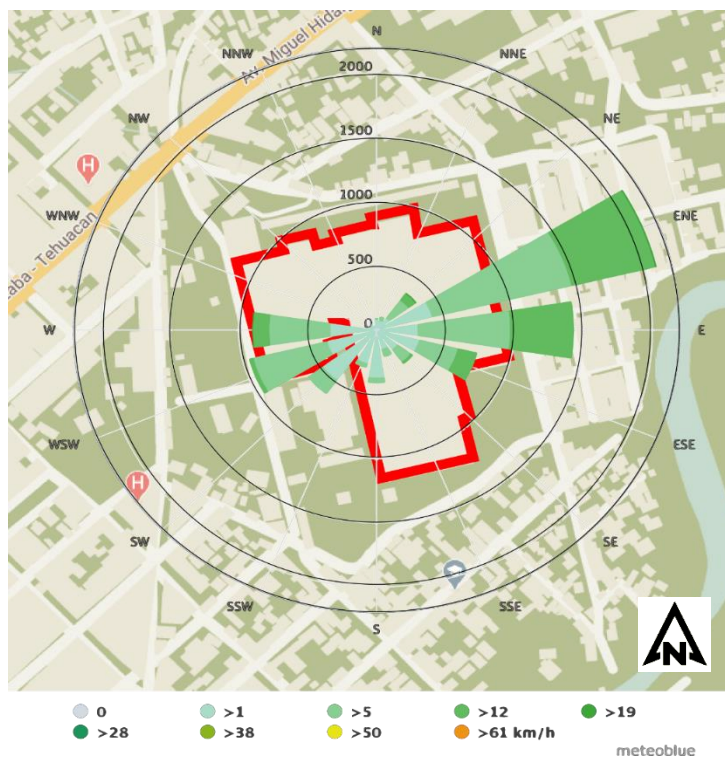 N
NNW
NNE
2000
Av. Miguel Hidal
NW
NE
1500
H
1000
WNW
ENE
aba - Tehuacan
500
W
0
E
WSW
ESE
H
SW
SE
SSW
SSE
S
N
0
>1
>5
>12
>19
>28
>38
>50
>61 km/h
meteoblue